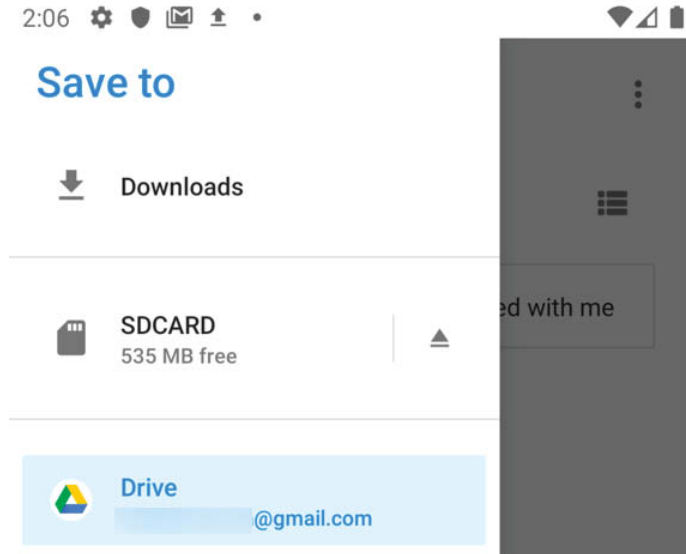 2:06
Save to
Downloads
SDCARD
535 MB free
ed with me
Drive
@gmail.com